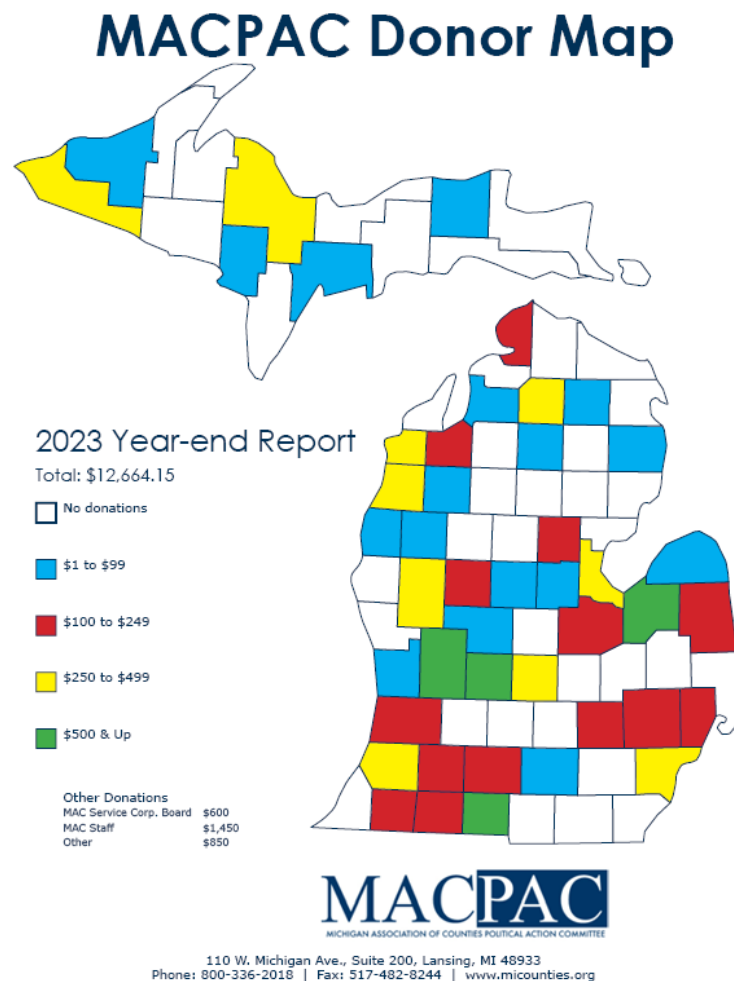 MACPAC Donor Map
2023 Year-end Report
Total: $12,664.15
No donations
$1 to $99
$100 to $249
$250 to $499
$500 & Up
Other Donations
MAC Service Corp. Board $600
MAC Staff $1,450
Other $850
MACPAC
MICHIGAN ASSOCIATION OF COUNTIES POLITICAL ACTION COMMITTEE
110 W. Michigan Ave., Suite 200, Lansing, MI 48933
Phone: 800-336-2018 | Fax: 517-482-8244 | www.micounties.org